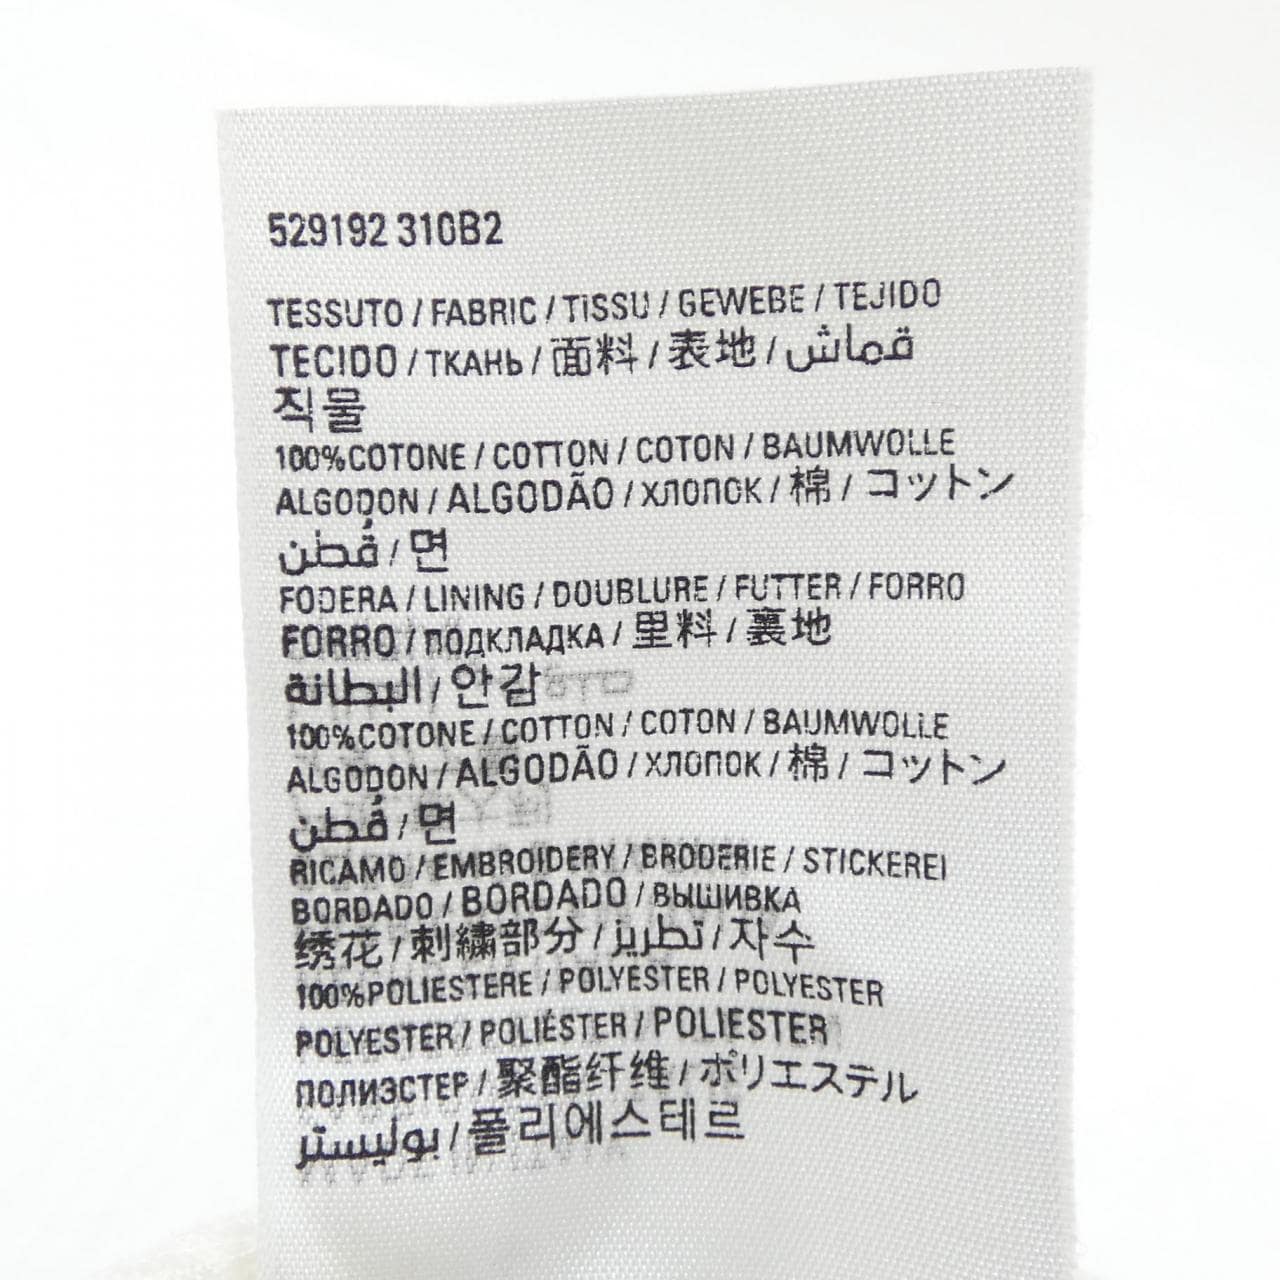 529192 310B2
TESSUTO / FABRIC / TISSU / GEWEBE / TEJIDO
TECIDO / ТКАНЬ / 面料 / 表地 / قماش
직물
100%COTONE / COTTON / COTON / BAUMWOLLE
ALGODON / ALGODÃO / ХЛОПОК / 棉 / コットン
قُطن / 면
FODERA / LINING / DOUBLURE / FUTTER / FORRO
FORRO / ПОДКЛАДКА / 里料 / 裏地
البطانة / 안감
100%COTONE / COTTON / COTON / BAUMWOLLE
ALGODON / ALGODÃO / ХЛОПОК / 棉 / コットン
قُطن / 면
RICAMO / EMBROIDERY / BRODERIE / STICKEREI
BORDADO / BORDADO / ВЫШИВКА
绣花 / 刺繍部分 / تطريز / 자수
100%POLIESTERE / POLYESTER / POLYESTER
POLYESTER / POLIÉSTER / POLIESTER
ПОЛИЭСТЕР / 聚酯纤维 / ポリエステル
بوليستر / 폴리에스테르